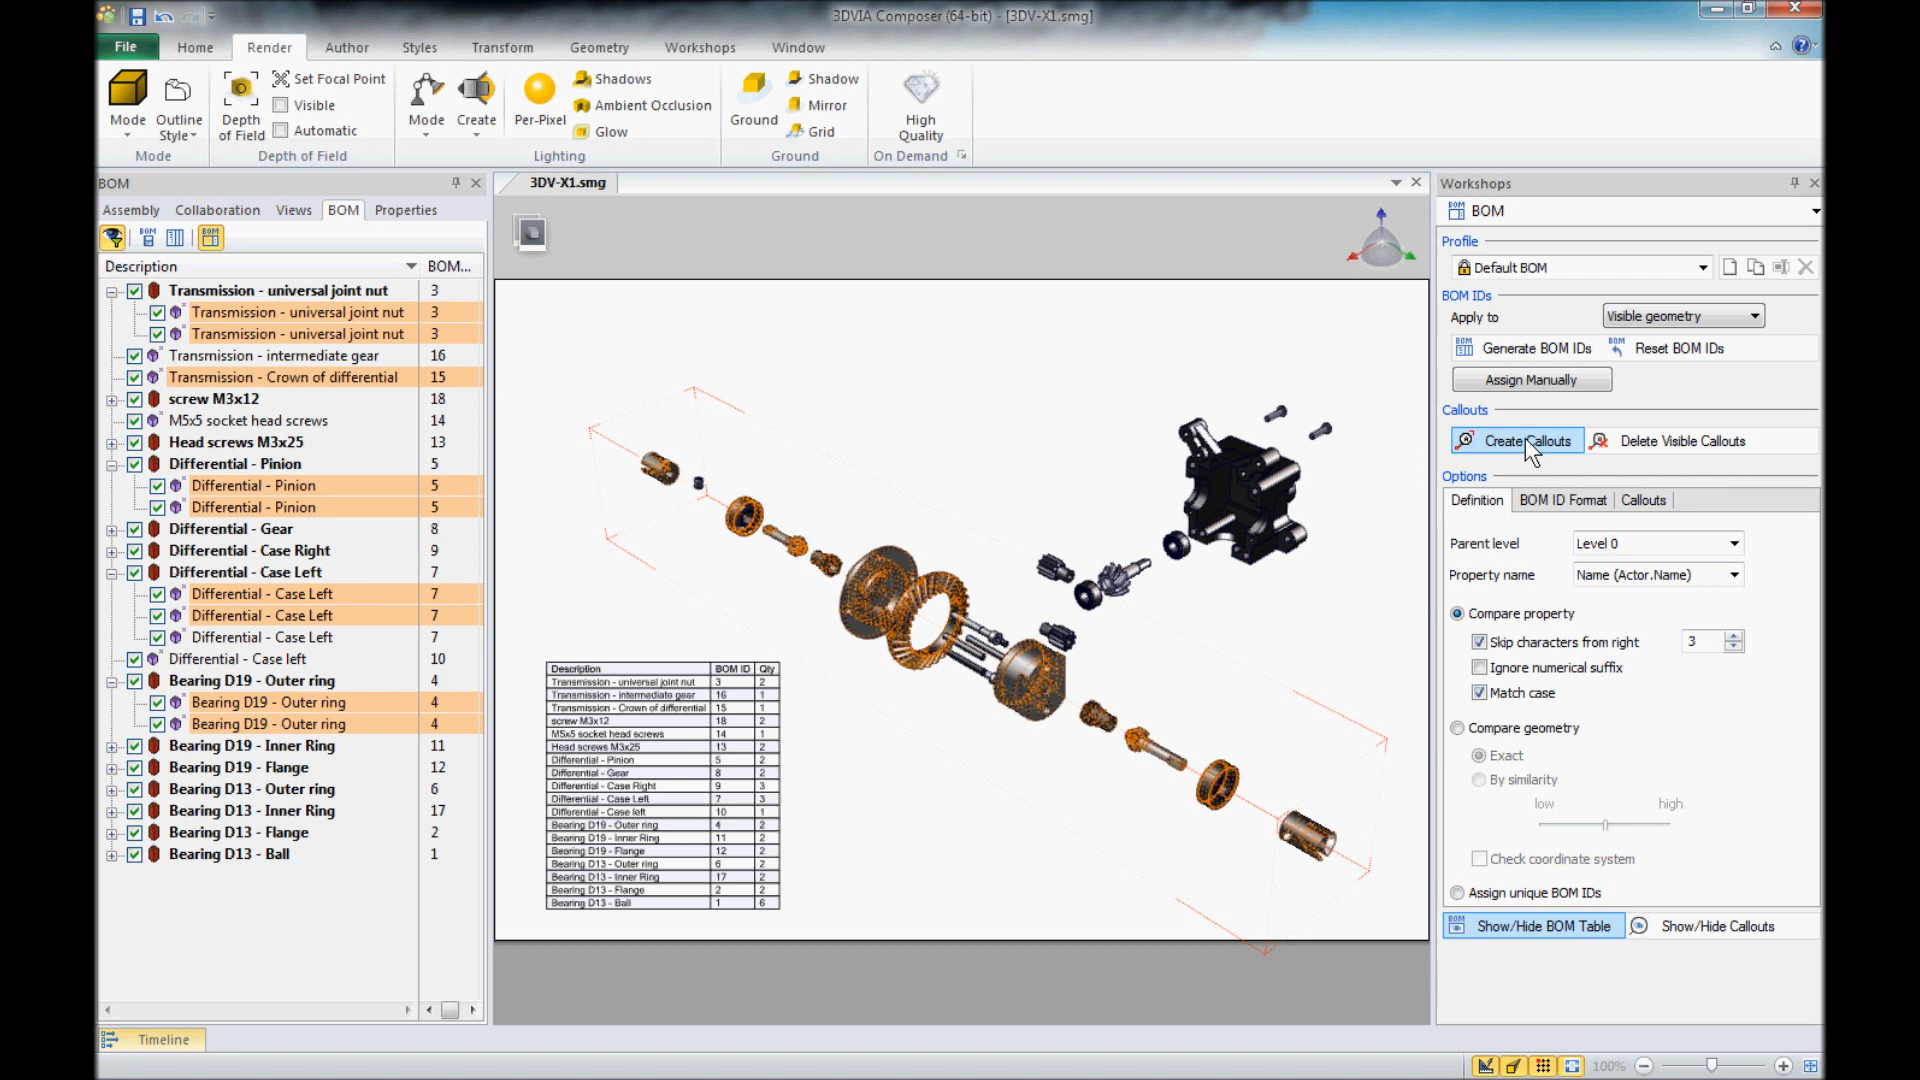 3DVIA Composer (64-bit) - [3DV-X1.smg]
File Home Render Author Styles Transform Geometry Workshops Window
Mode
Outline Style
Mode
Depth of Field
Set Focal Point
Visible
Automatic
Depth of Field
Mode
Create
Per-Pixel
Shadows
Ambient Occlusion
Glow
Lighting
Ground
Shadow
Mirror
Grid
Ground
High Quality
On Demand
BOM
Assembly Collaboration Views BOM Properties
BOM BOM
Description BOM...
Transmission - universal joint nut 3
Transmission - universal joint nut 3
Transmission - universal joint nut 3
Transmission - intermediate gear 16
Transmission - Crown of differential 15
screw M3x12 18
M5x5 socket head screws 14
Head screws M3x25 13
Differential - Pinion 5
Differential - Pinion 5
Differential - Pinion 5
Differential - Gear 8
Differential - Case Right 9
Differential - Case Left 7
Differential - Case Left 7
Differential - Case Left 7
Differential - Case Left 7
Differential - Case left 10
Bearing D19 - Outer ring 4
Bearing D19 - Outer ring 4
Bearing D19 - Outer ring 4
Bearing D19 - Inner Ring 11
Bearing D19 - Flange 12
Bearing D13 - Outer ring 6
Bearing D13 - Inner Ring 17
Bearing D13 - Flange 2
Bearing D13 - Ball 1
Timeline
3DV-X1.smg
Description BOM ID Qty
Transmission - universal joint nut 3 2
Transmission - intermediate gear 16 1
Transmission - Crown of differential 15 1
screw M3x12 18 2
M5x5 socket head screws 14 1
Head screws M3x25 13 2
Differential - Pinion 5 2
Differential - Gear 8 2
Differential - Case Right 9 3
Differential - Case Left 7 3
Differential - Case left 10 1
Bearing D19 - Outer ring 4 2
Bearing D19 - Inner Ring 11 2
Bearing D19 - Flange 12 2
Bearing D13 - Outer ring 6 2
Bearing D13 - Inner Ring 17 2
Bearing D13 - Flange 2 2
Bearing D13 - Ball 1 6
Workshops
BOM BOM
Profile
Default BOM
BOM IDs
Apply to Visible geometry
BOM Generate BOM IDs BOM Reset BOM IDs
Assign Manually
Callouts
Create Callouts Delete Visible Callouts
Options
Definition BOM ID Format Callouts
Parent level Level 0
Property name Name (Actor.Name)
Compare property
Skip characters from right 3
Ignore numerical suffix
Match case
Compare geometry
Exact
By similarity
low high
Check coordinate system
Assign unique BOM IDs
BOM Show/Hide BOM Table Show/Hide Callouts
100%